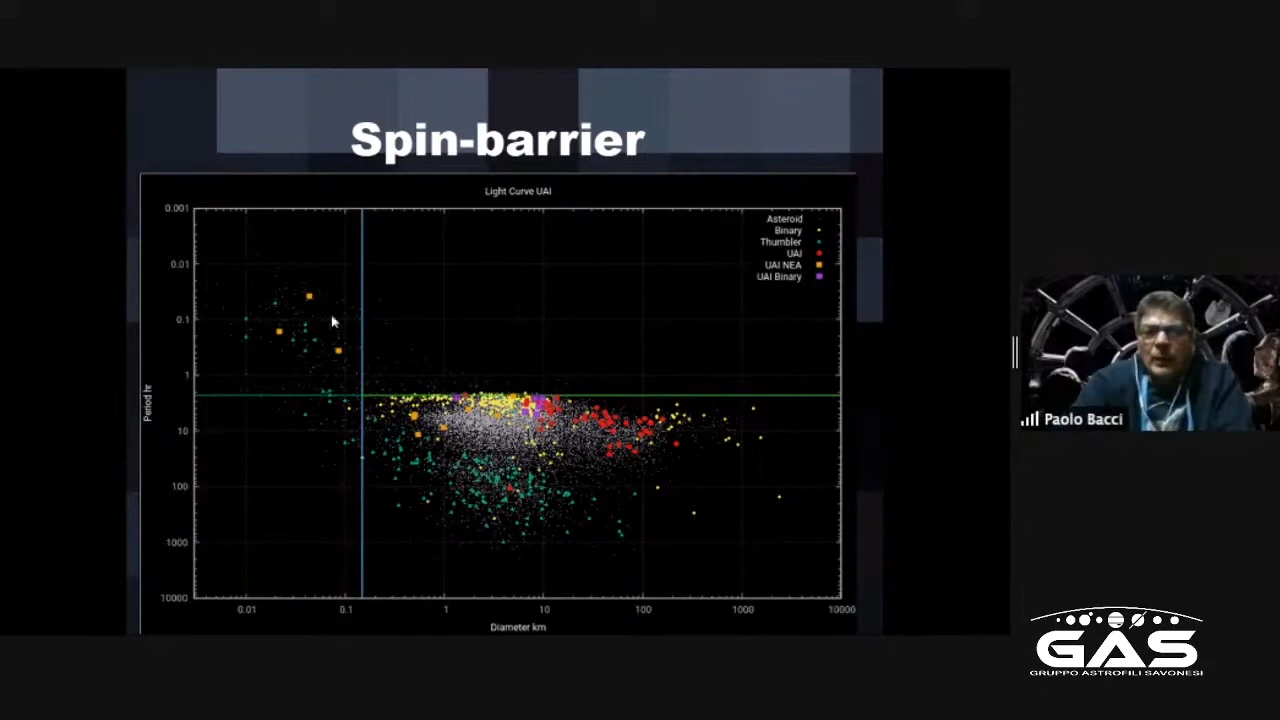 Spin-barrier
Light Curve UAI
0.001
0.01
0.1
1
10
100
1000
10000
Period hr
Asteroid
Binary
Thumbler
UAI
UAI NEA
UAI Binary
0.01
0.1
1
10
100
1000
10000
Diameter km
Paolo Bacci
GAS
GRUPPO ASTROFILI SAVONESI